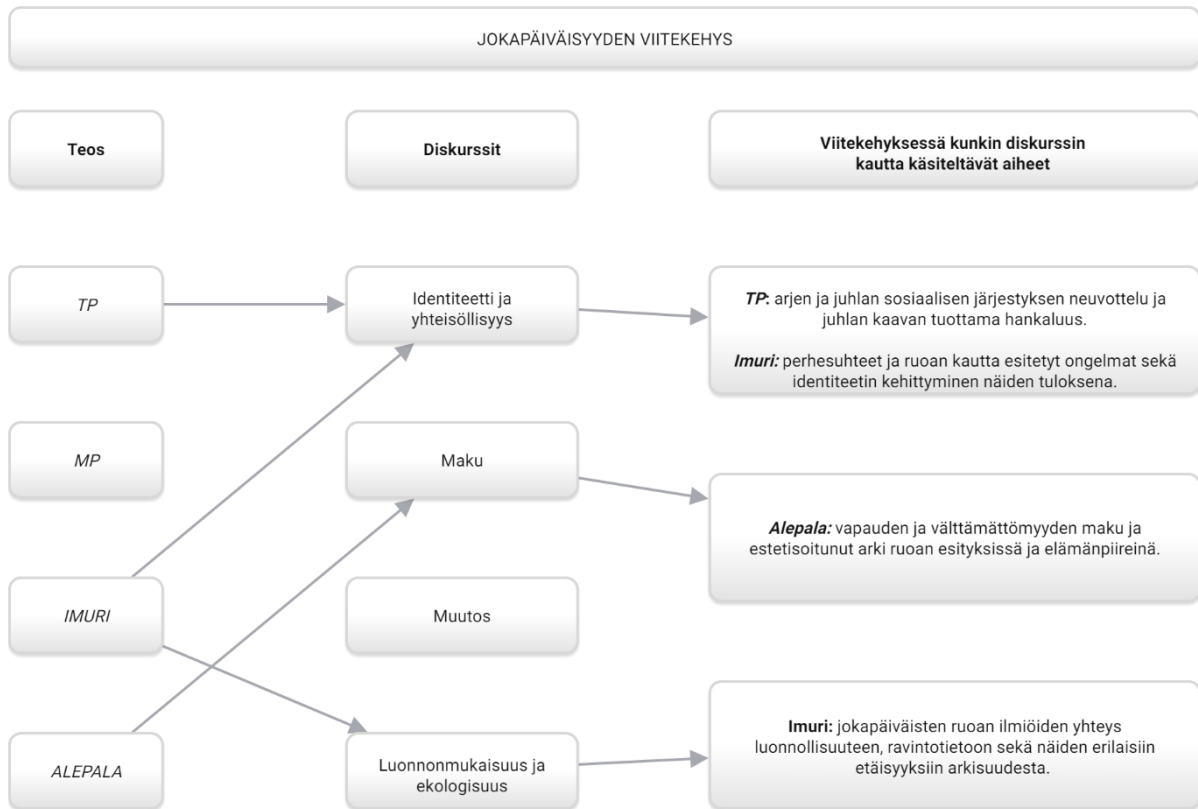 JOKAPÄIVÄISYYDEN VIITEKEHYS
Teos
Diskurssit
Viitekehyksessä kunkin diskurssin
kautta käsiteltävät aiheet
TP
Identiteetti ja
yhteisöllisyys
TP: arjen ja juhlan sosiaalisen järjestyksen neuvottelu ja
juhlan kaavan tuottama hankaluus.
Imuri: perhesuhteet ja ruoan kautta esitetyt ongelmat sekä
identiteetin kehittyminen näiden tuloksena.
MP
Maku
Alepala: vapauden ja välttämättömyyden maku ja
estetisoitunut arki ruoan esityksissä ja elämänpiireinä.
IMURI
Muutos
ALEPALA
Luonnonmukaisuus ja
ekologisuus
Imuri: jokapäiväisten ruoan ilmiöiden yhteys
luonnollisuuteen, ravintotietoon sekä näiden erilaisiin
etäisyyksiin arkisuudesta.